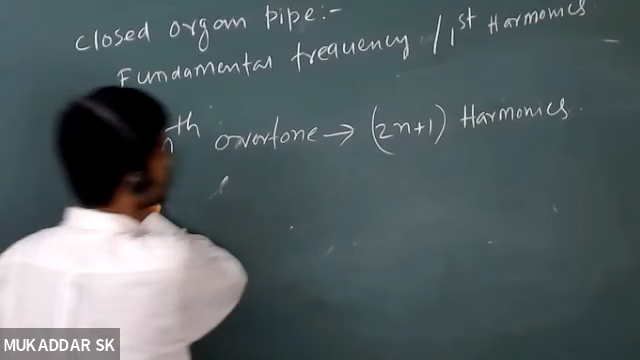 closed organ pipe:-
Fundamental frequency / 1st Harmonics
nth overtone → (2n+1) Harmonics.
MUKADDAR SK